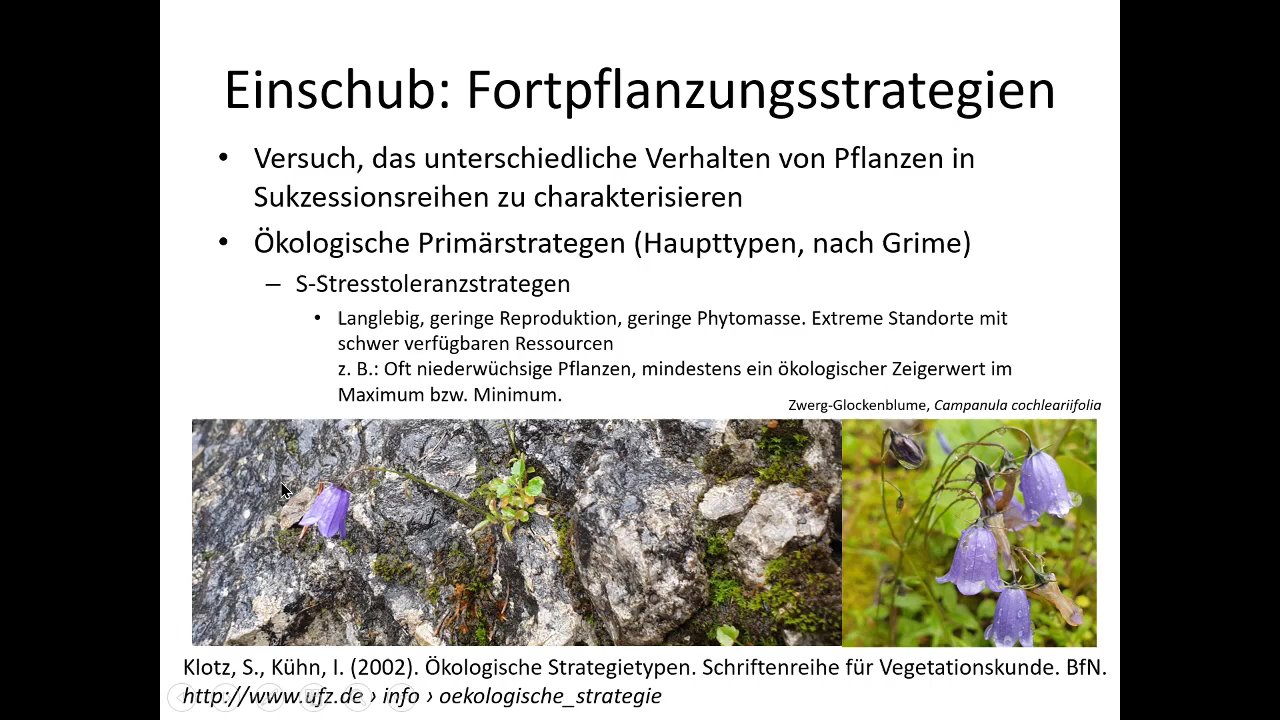 Einschub: Fortpflanzungsstrategien
• Versuch, das unterschiedliche Verhalten von Pflanzen in
Sukzessionsreihen zu charakterisieren
• Ökologische Primärstrategen (Haupttypen, nach Grime)
– S-Stresstoleranzstrategen
• Langlebig, geringe Reproduktion, geringe Phytomasse. Extreme Standorte mit
schwer verfügbaren Ressourcen
z. B.: Oft niederwüchsige Pflanzen, mindestens ein ökologischer Zeigerwert im
Maximum bzw. Minimum.
Zwerg-Glockenblume, Campanula cochleariifolia
Klotz, S., Kühn, I. (2002). Ökologische Strategietypen. Schriftenreihe für Vegetationskunde. BfN.
http://www.ufz.de › info › oekologische_strategie